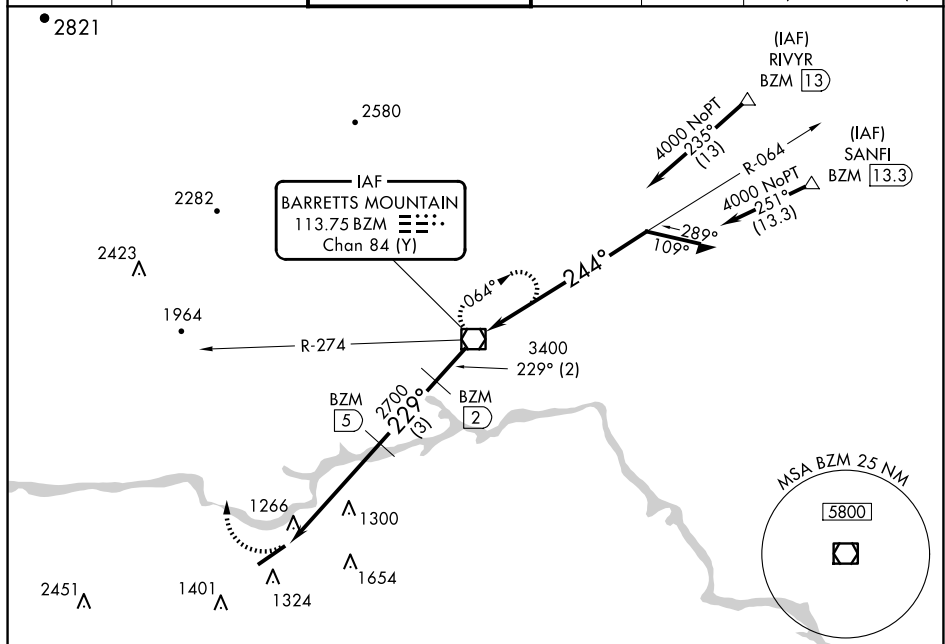 2821
(IAF)
RIVYR
BZM 13
2580
4000 NoPT
235°
(13)
R-064
(IAF)
SANFI
BZM 13.3
4000 NoPT
251°
(13.3)
IAF
BARRETTS MOUNTAIN
113.75 BZM
Chan 84 (Y)
2282
2423
289°
109°
244°
064°
1964
R-274
3400
229° (2)
BZM
5
2700
229°
(3)
BZM
2
MSA BZM 25 NM
5800
1266
1300
1654
2451
1401
1324